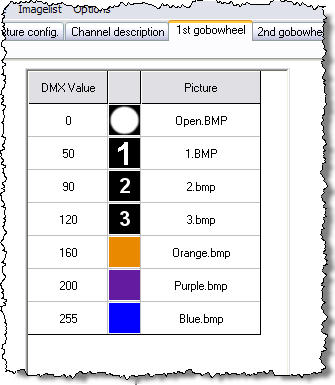 Imagelist Options
ture config. Channel description 1st gobowheel 2nd gobowhe
DMX Value Picture
0 Open.BMP
50 1 1.BMP
90 2 2.bmp
120 3 3.bmp
160 Orange.bmp
200 Purple.bmp
255 Blue.bmp